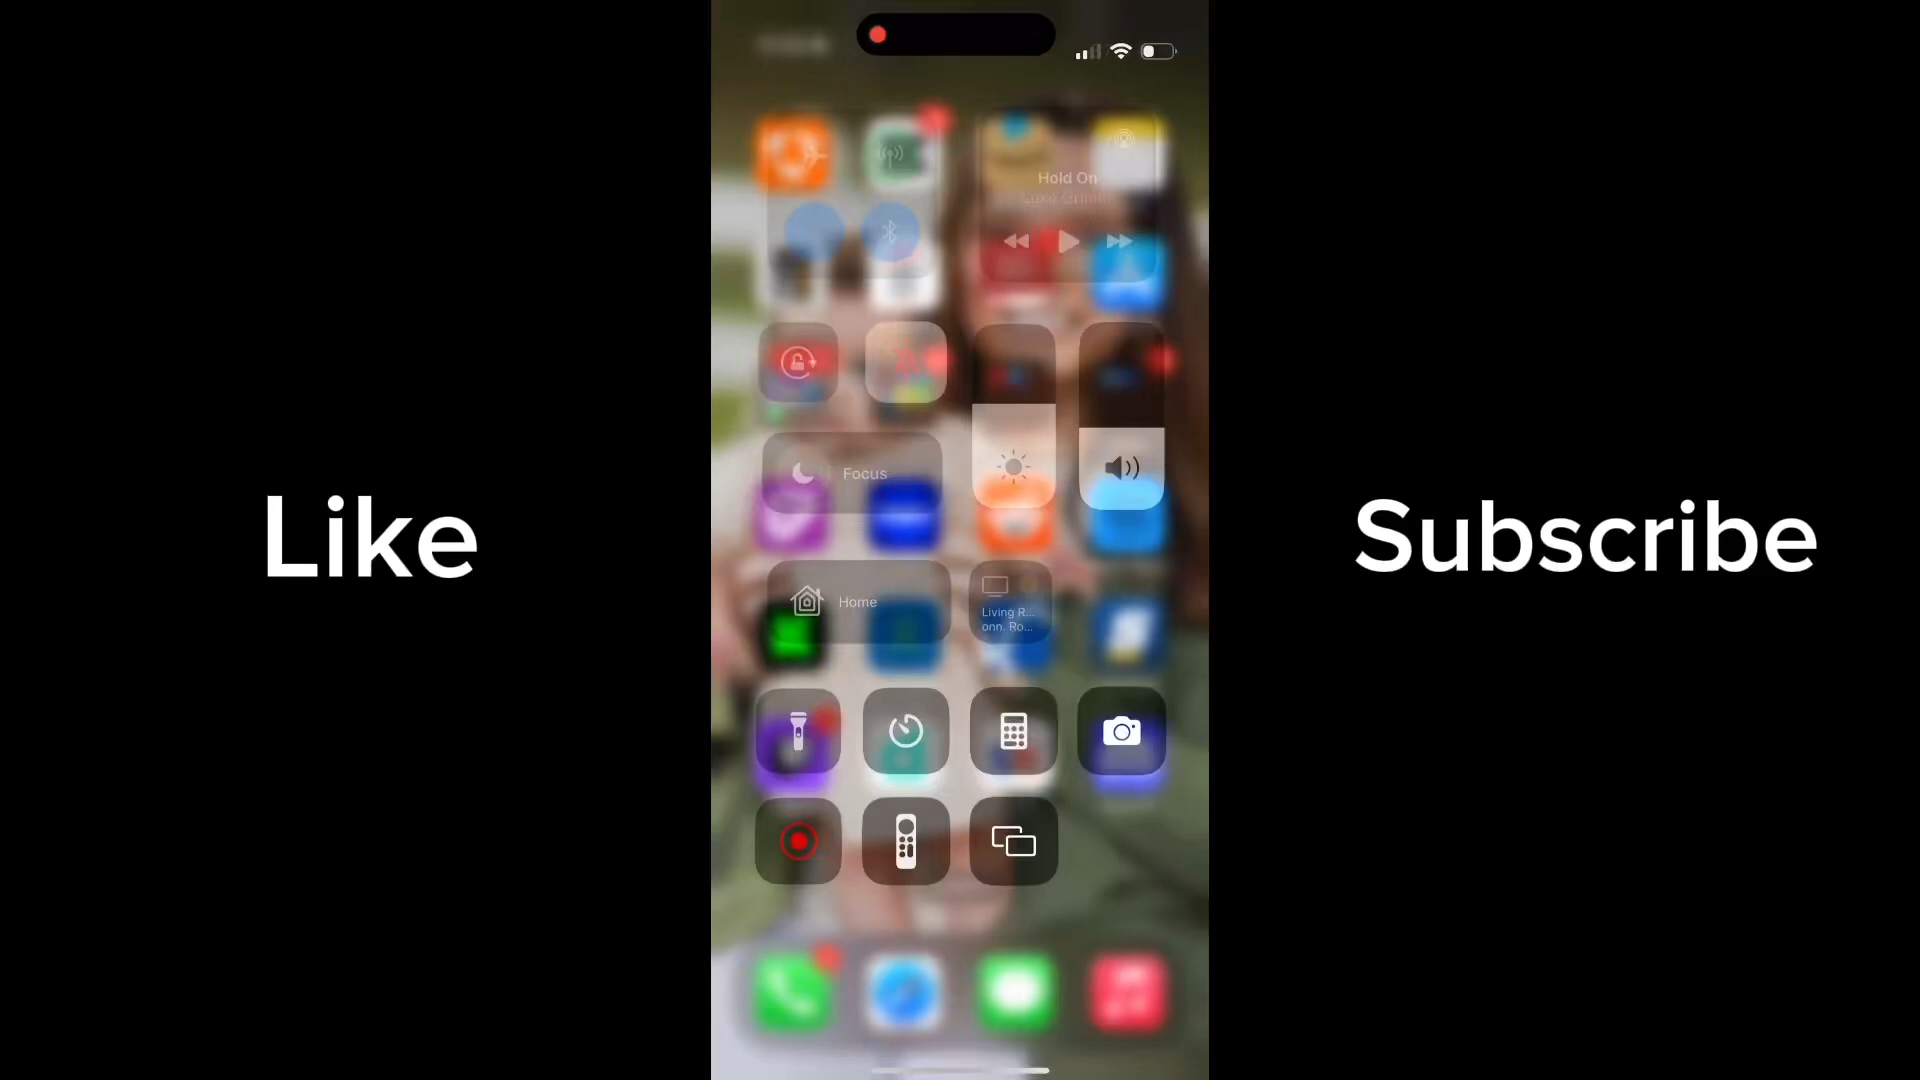 Like
Subscribe
Hold On
Focus
Home
Living R...
onn. Ro...